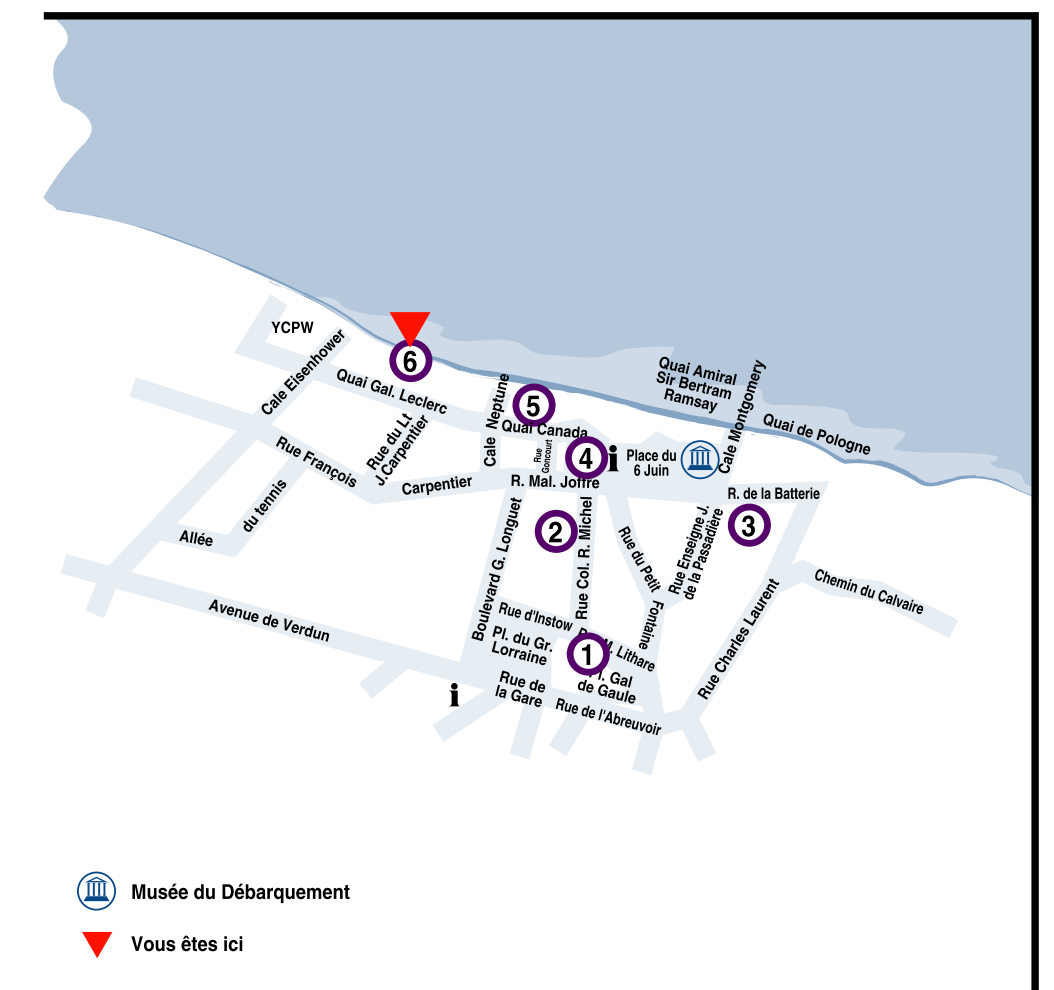 YCPW
Cale Eisenhower
6
Quai Gal. Leclerc
Rue du Lt
J. Carpentier
Rue François
Carpentier
Allée
du tennis
Avenue de Verdun
Cale Neptune
5
Quai Canada
Rue
Goncourt
4
i
Place du
6 Juin
Quai Amiral
Sir Bertram
Ramsay
Cale Montgomery
Quai de Pologne
R. Mal. Joffre
R. de la Batterie
3
2
Boulevard G. Longuet
Rue Col. R. Michel
Rue du Petit
Fontaine
Rue Enseigne J.
de la Passadière
Chemin du Calvaire
Rue Charles Laurent
Rue d'Instow
M. Lithare
1
Pl. du Gr.
Lorraine
Gal
de Gaule
Rue de
la Gare
Rue de l'Abreuvoir
i
Musée du Débarquement
Vous êtes ici